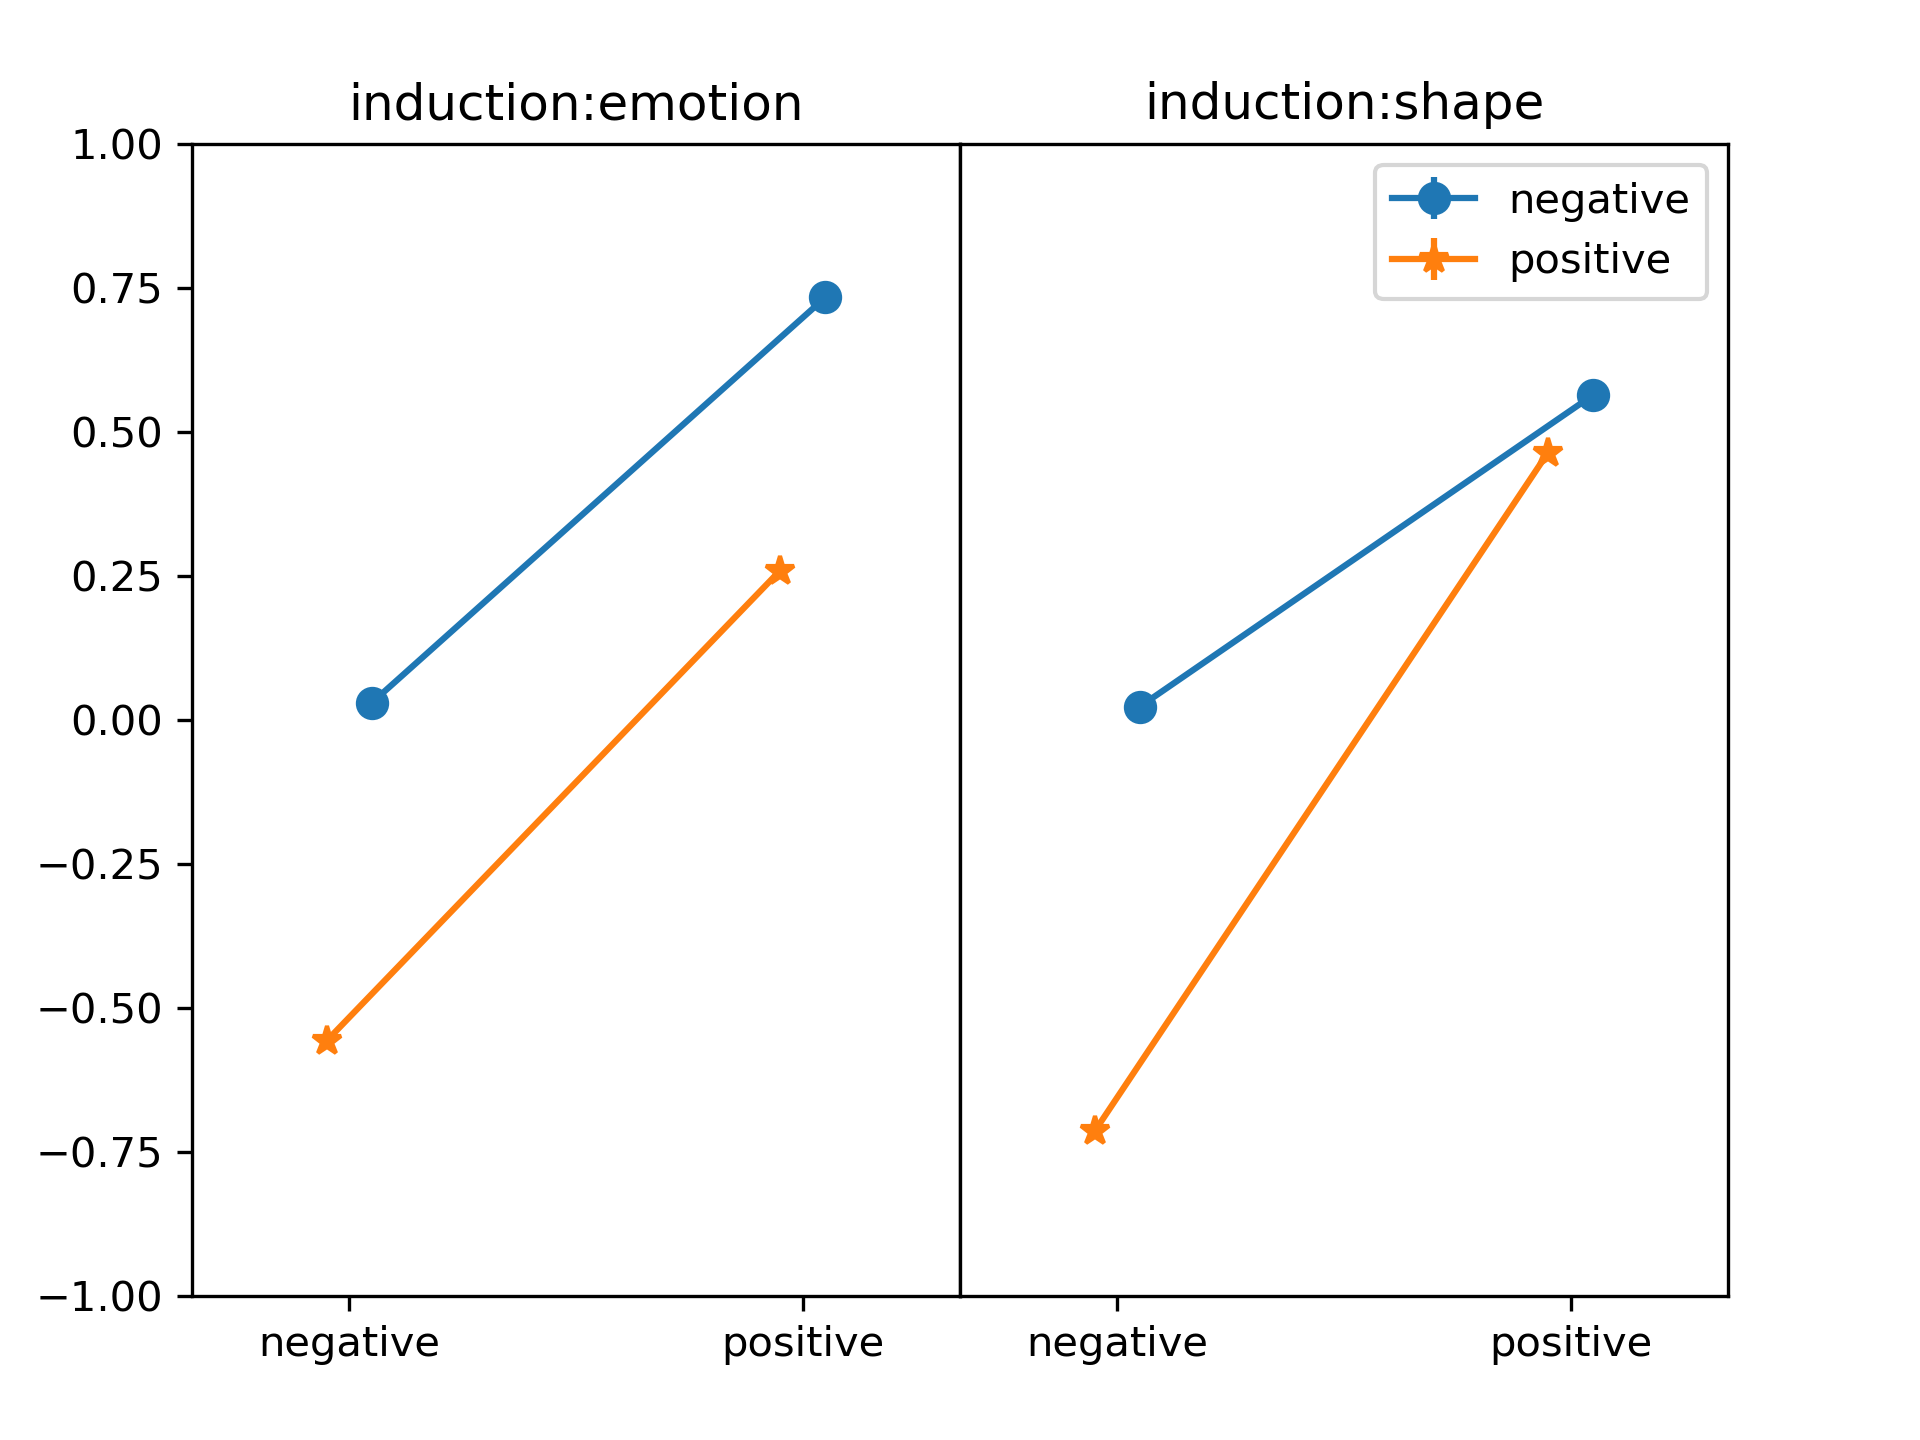 induction:emotion
induction:shape
1.00
0.75
0.50
0.25
0.00
−0.25
−0.50
−0.75
−1.00
negative
positive
negative
positive
negative
positive